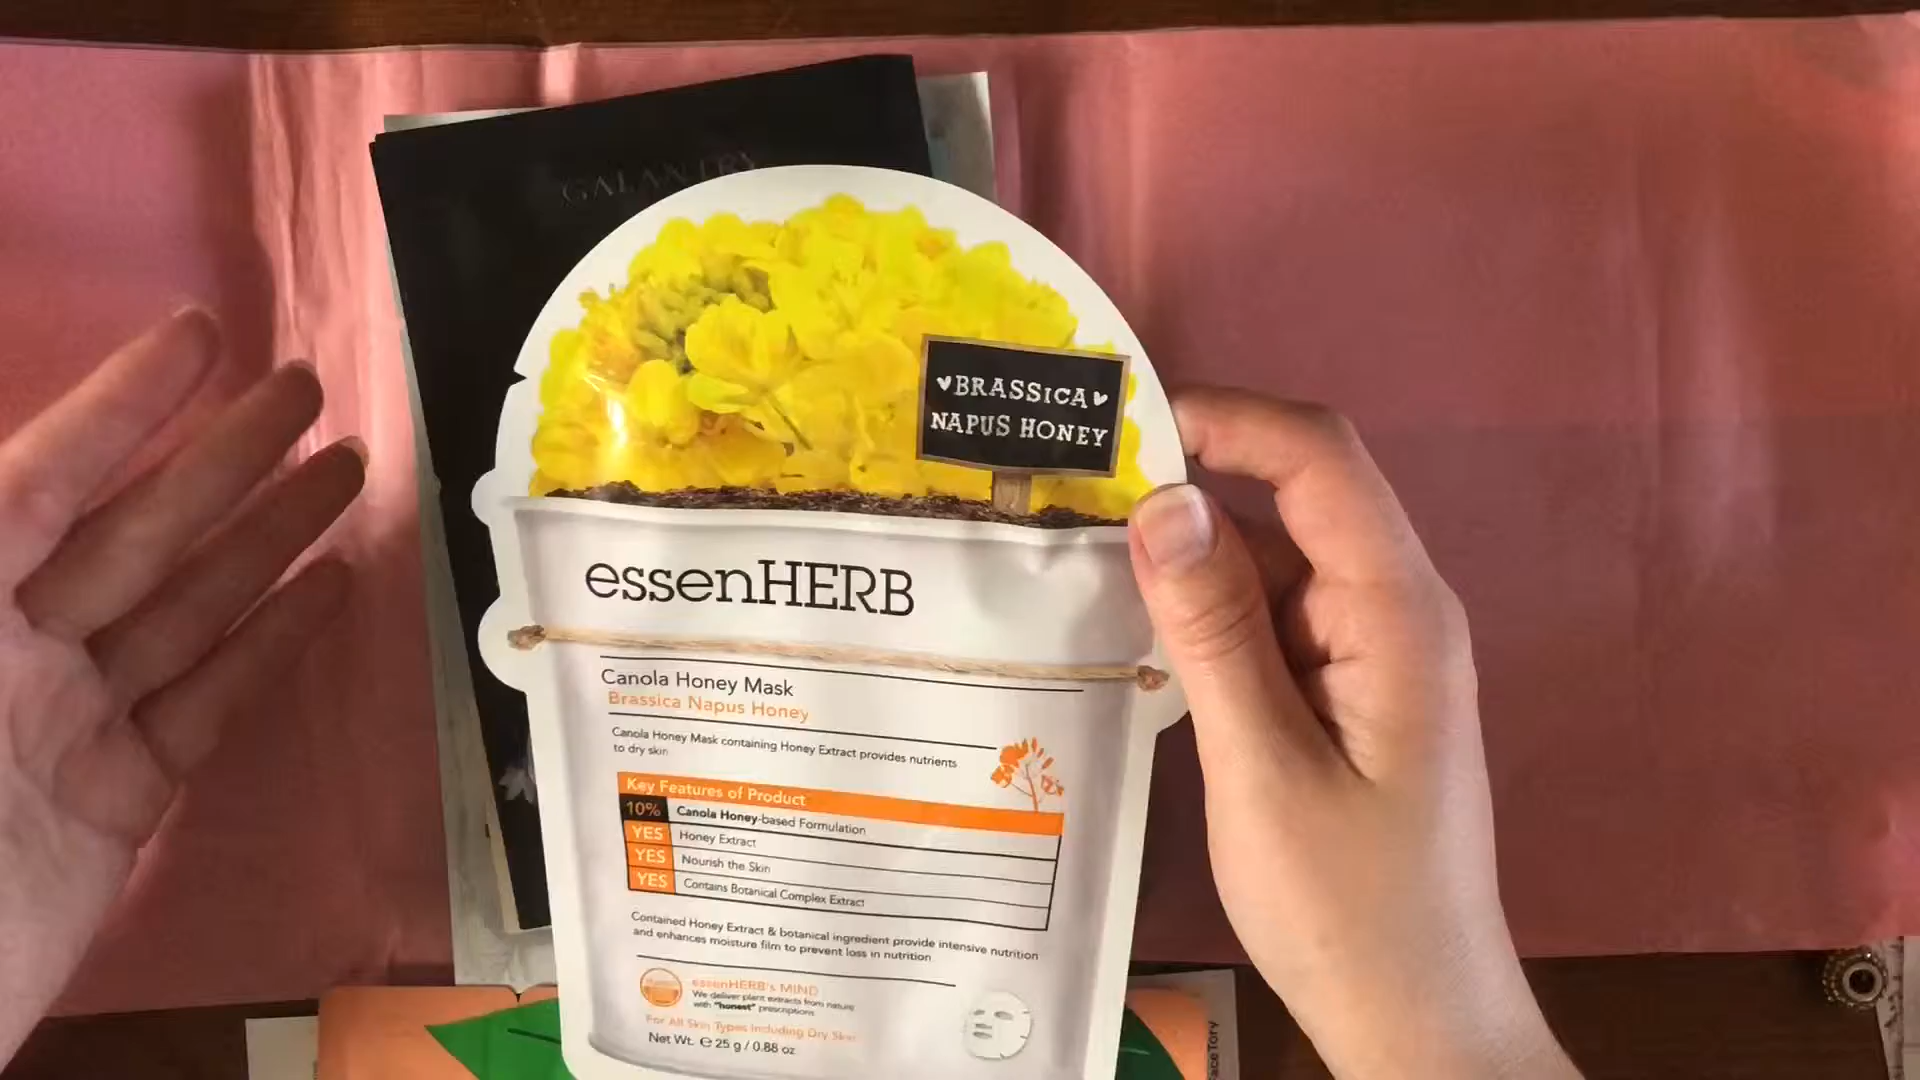 GALANTRY
BRASSiCA
NAPUS HONEY
essenHERB
Canola Honey Mask
Brassica Napus Honey
Canola Honey Mask containing Honey Extract provides nutrients
to dry skin
Key Features of Product
10% Canola Honey-based Formulation
YES Honey Extract
YES Nourish the Skin
YES Contains Botanical Complex Extract
Contained Honey Extract & botanical ingredient provide intensive nutrition
and enhances moisture film to prevent loss in nutrition
essenHERB's MIND
We deliver plant extracts from nature
with "honest" prescriptions
For All Skin Types Including Dry Skin
Net Wt. ℮ 25 g / 0.88 oz
FaceTory